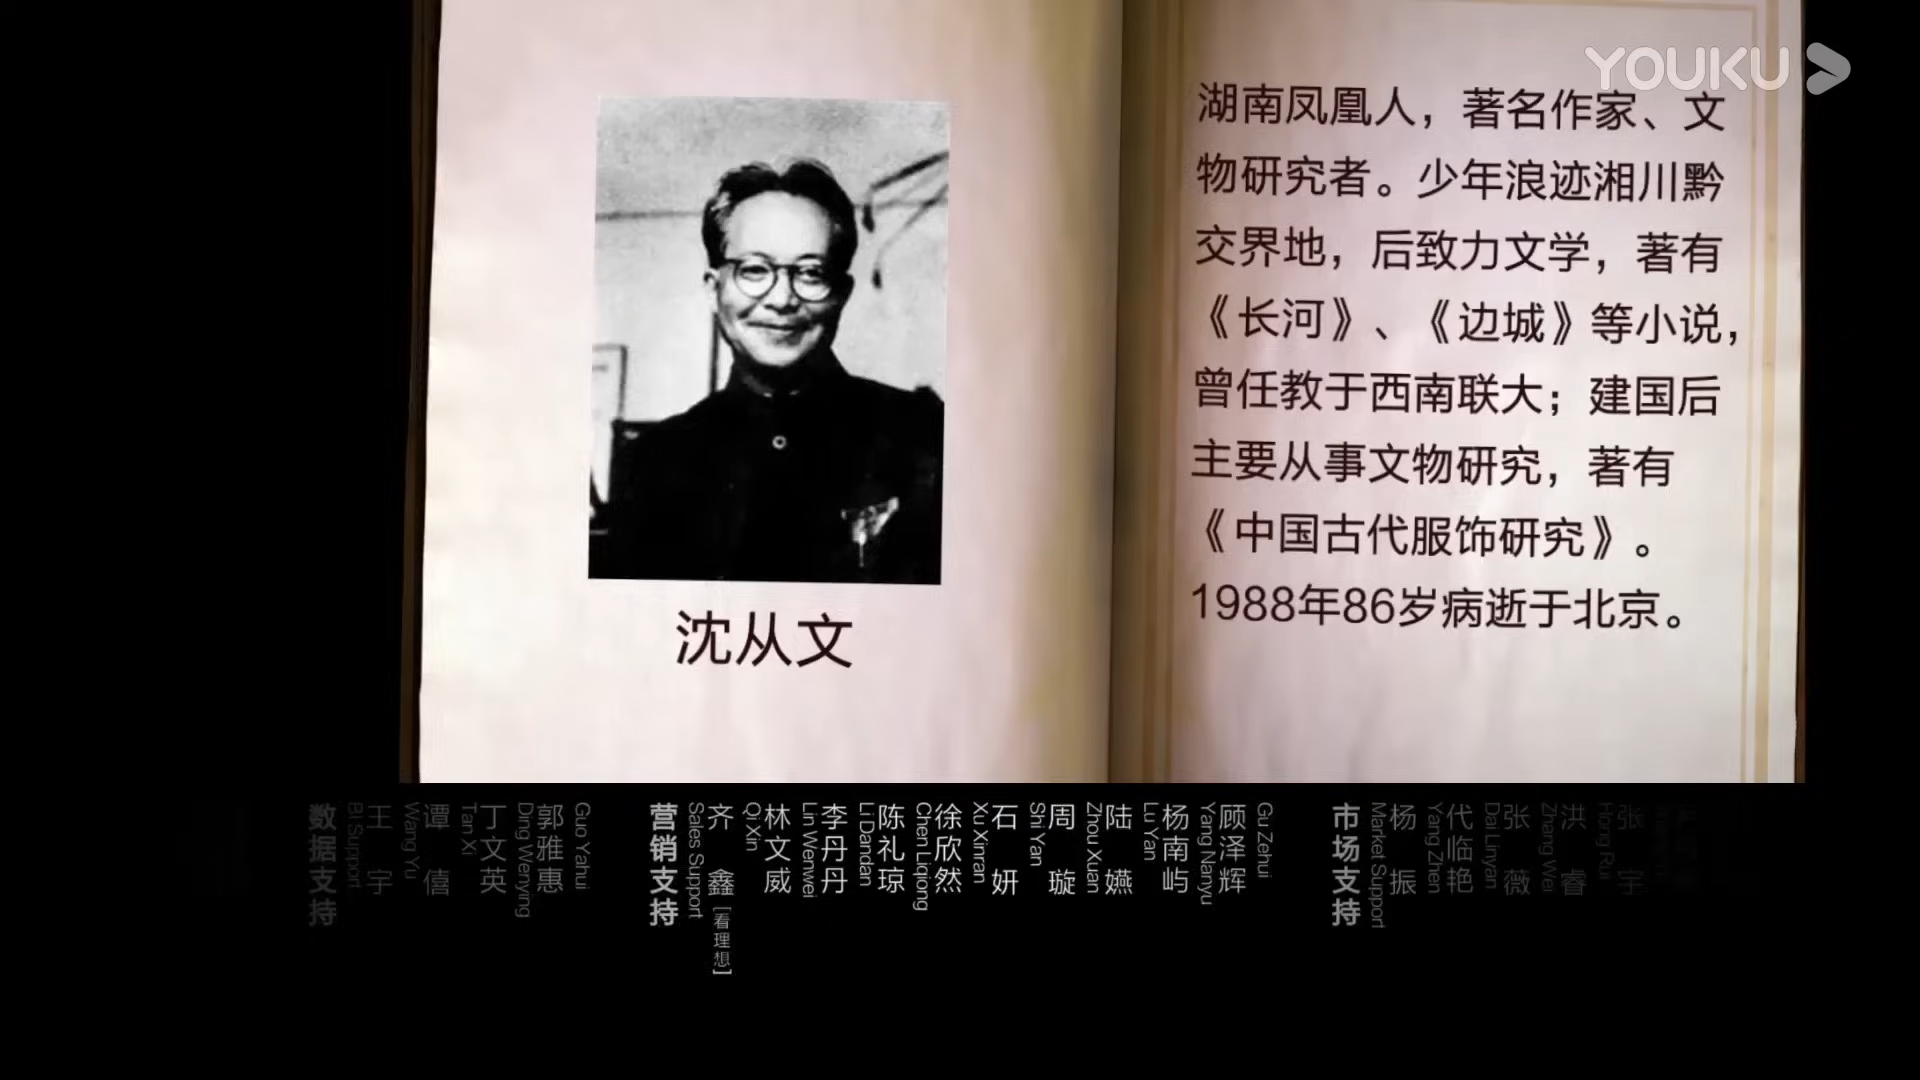 YOUKU
湖南凤凰人，著名作家、文
物研究者。少年浪迹湘川黔
交界地，后致力文学，著有
《长河》、《边城》等小说，
曾任教于西南联大；建国后
主要从事文物研究，著有
《中国古代服饰研究》。
1988年86岁病逝于北京。
沈从文
数据支持
BI Support
王宇
Wang Yu
谭僖
Tan Xi
丁文英
Ding Wenying
郭雅惠
Guo Yahui
营销支持
Sales Support
齐鑫[看理想]
Qi Xin
林文威
Lin Wenwei
李丹丹
Li Dandan
陈礼琼
Chen Liqiong
徐欣然
Xu Xinran
石妍
Shi Yan
周璇
Zhou Xuan
陆嬿
Lu Yan
杨南屿
Yang Nanyu
顾泽辉
Gu Zehui
市场支持
Market Support
杨振
Yang Zhen
代临艳
Dai Linyan
张薇
Zhang Wei
洪睿
Hong Rui
张宇